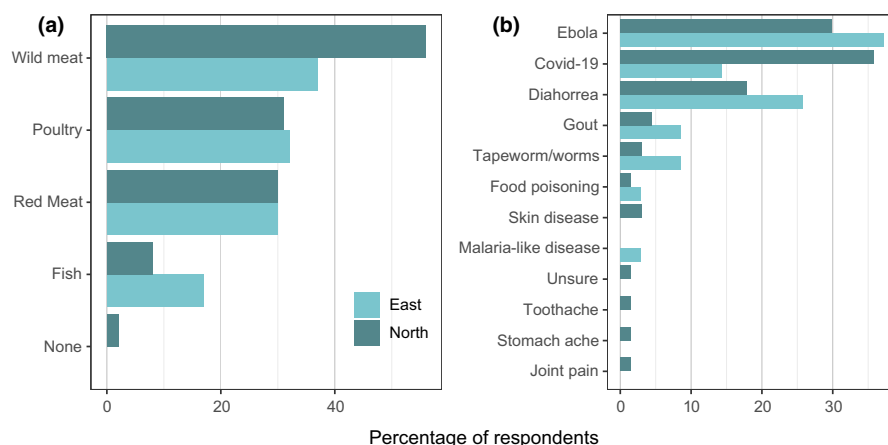 (a)
Wild meat
Poultry
Red Meat
Fish
None
0
20
40
East
North
(b)
Ebola
Covid-19
Diahorrea
Gout
Tapeworm/worms
Food poisoning
Skin disease
Malaria-like disease
Unsure
Toothache
Stomach ache
Joint pain
0
10
20
30
Percentage of respondents